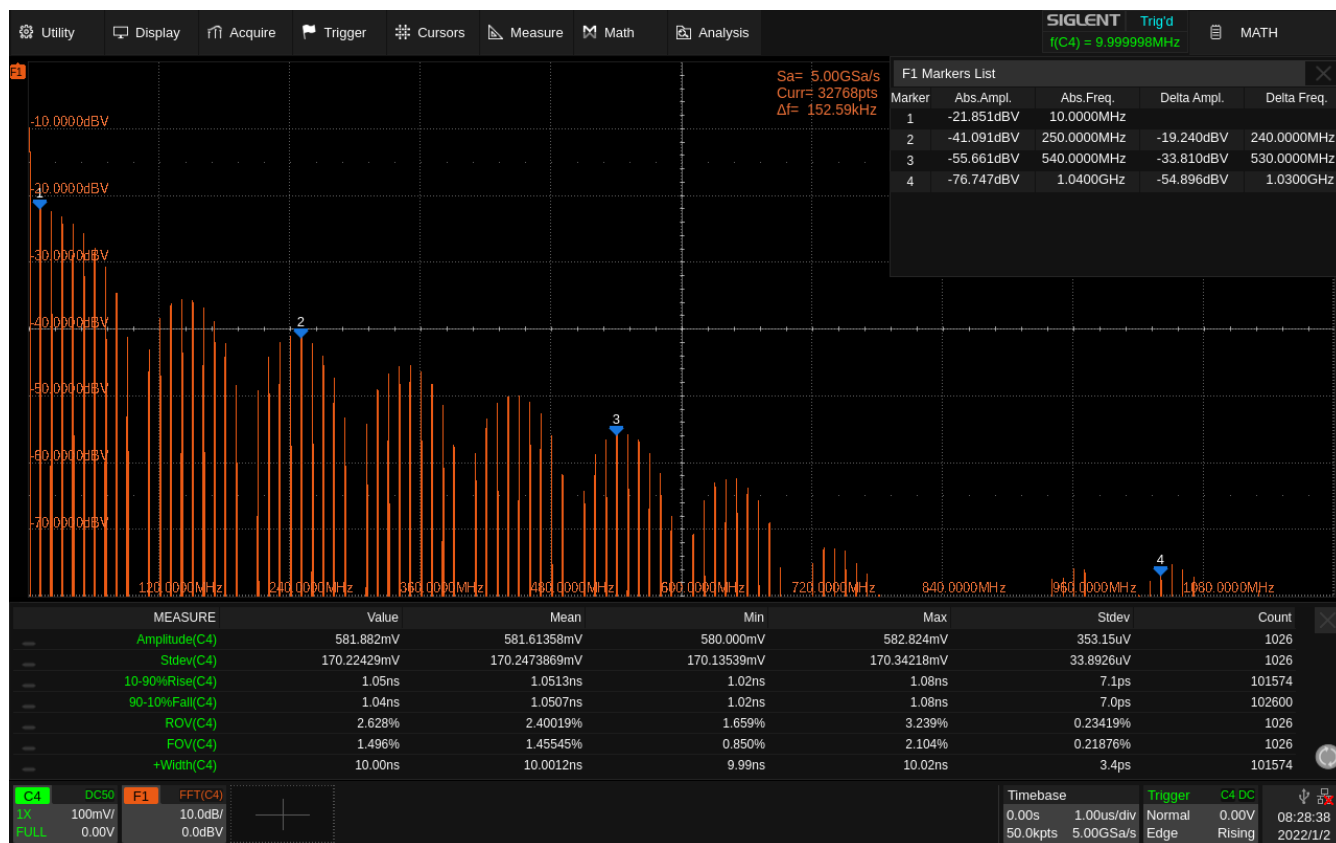 Utility Display Acquire Trigger Cursors Measure Math Analysis SIGLENT Trig'd MATH
f(C4) = 9.999998MHz
F1
Sa= 5.00GSa/s
Curr= 32768pts
Δf= 152.59kHz
F1 Markers List
Marker Abs.Ampl. Abs.Freq. Delta Ampl. Delta Freq.
1 -21.851dBV 10.0000MHz
2 -41.091dBV 250.0000MHz -19.240dBV 240.0000MHz
3 -55.661dBV 540.0000MHz -33.810dBV 530.0000MHz
4 -76.747dBV 1.0400GHz -54.896dBV 1.0300GHz
-10.0000dBV
-20.0000dBV
1
-30.0000dBV
2
-40.0000dBV
-50.0000dBV
3
-60.0000dBV
-70.0000dBV
4
120.0000MHz 240.0000MHz 360.0000MHz 480.0000MHz 600.0000MHz 720.0000MHz 840.0000MHz 960.0000MHz 1080.0000MHz
MEASURE Value Mean Min Max Stdev Count
Amplitude(C4) 581.882mV 581.61358mV 580.000mV 582.824mV 353.15uV 1026
Stdev(C4) 170.22429mV 170.2473869mV 170.13539mV 170.34218mV 33.8926uV 1026
10-90%Rise(C4) 1.05ns 1.0513ns 1.02ns 1.08ns 7.1ps 101574
90-10%Fall(C4) 1.04ns 1.0507ns 1.02ns 1.08ns 7.0ps 102600
ROV(C4) 2.628% 2.40019% 1.659% 3.239% 0.23419% 1026
FOV(C4) 1.496% 1.45545% 0.850% 2.104% 0.21876% 1026
+Width(C4) 10.00ns 10.0012ns 9.99ns 10.02ns 3.4ps 101574
C4 DC50 F1 FFT(C4) Timebase Trigger C4 DC
1X 100mV/ 10.0dB/ 0.00s 1.00us/div Normal 0.00V 08:28:38
FULL 0.00V 0.0dBV 50.0kpts 5.00GSa/s Edge Rising 2022/1/2